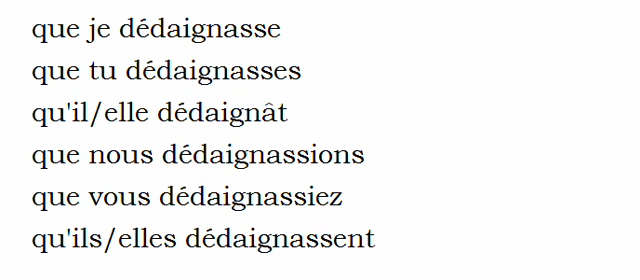 que je dédaignasse
que tu dédaignasses
qu'il/elle dédaignât
que nous dédaignassions
que vous dédaignassiez
qu'ils/elles dédaignassent